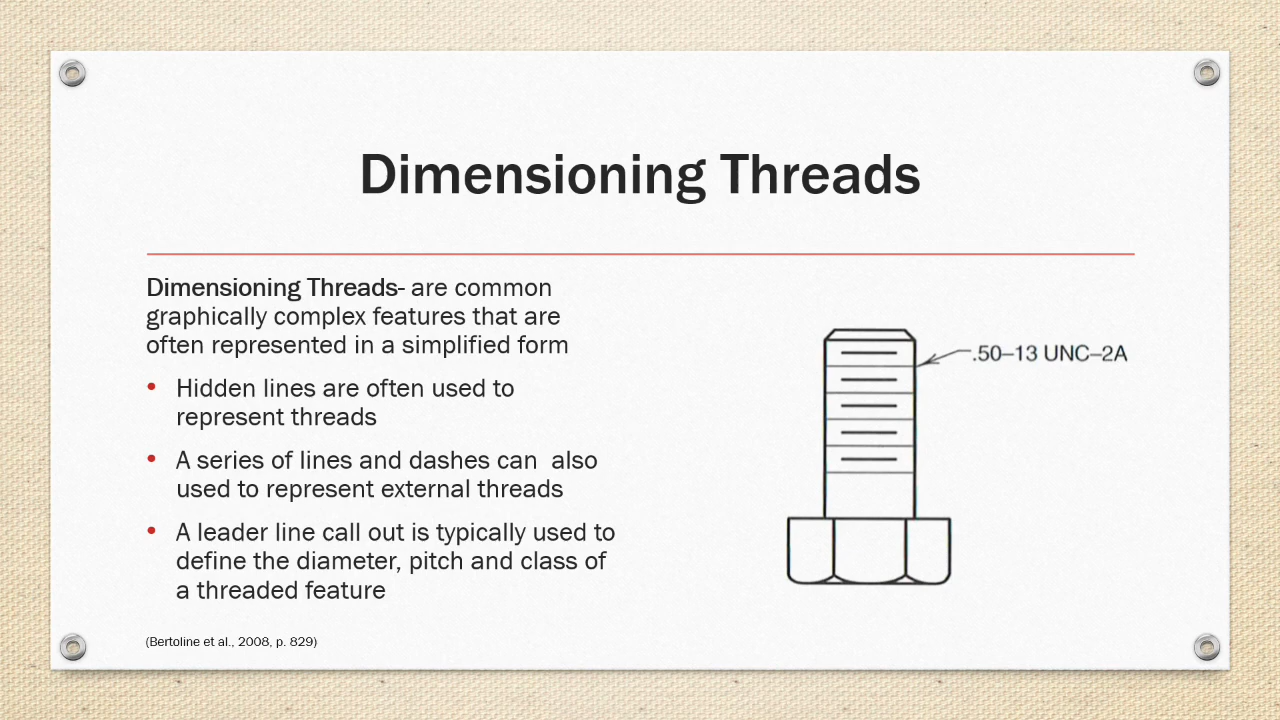 Dimensioning Threads
Dimensioning Threads- are common
graphically complex features that are
often represented in a simplified form
• Hidden lines are often used to
represent threads
• A series of lines and dashes can  also
used to represent external threads
• A leader line call out is typically used to
define the diameter, pitch and class of
a threaded feature
(Bertoline et al., 2008, p. 829)
.50–13 UNC–2A